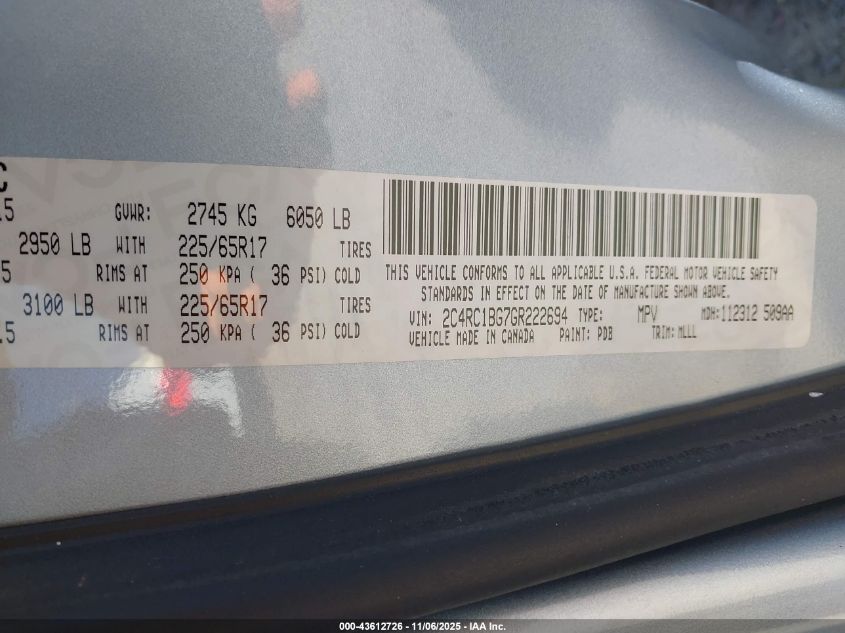 C
.5 GVWR: 2745 KG 6050 LB
2950 LB WITH 225/65R17 TIRES
5 RIMS AT 250 KPA ( 36 PSI) COLD
3100 LB WITH 225/65R17 TIRES
.5 RIMS AT 250 KPA ( 36 PSI) COLD
THIS VEHICLE CONFORMS TO ALL APPLICABLE U.S.A. FEDERAL MOTOR VEHICLE SAFETY
STANDARDS IN EFFECT ON THE DATE OF MANUFACTURE SHOWN ABOVE.
VIN: 2C4RC1BG7GR222694 TYPE: MPV MDH:112312 509AA
VEHICLE MADE IN CANADA PAINT: PDB TRIM: MLLL
000-43612726 - 11/06/2025 - IAA Inc.